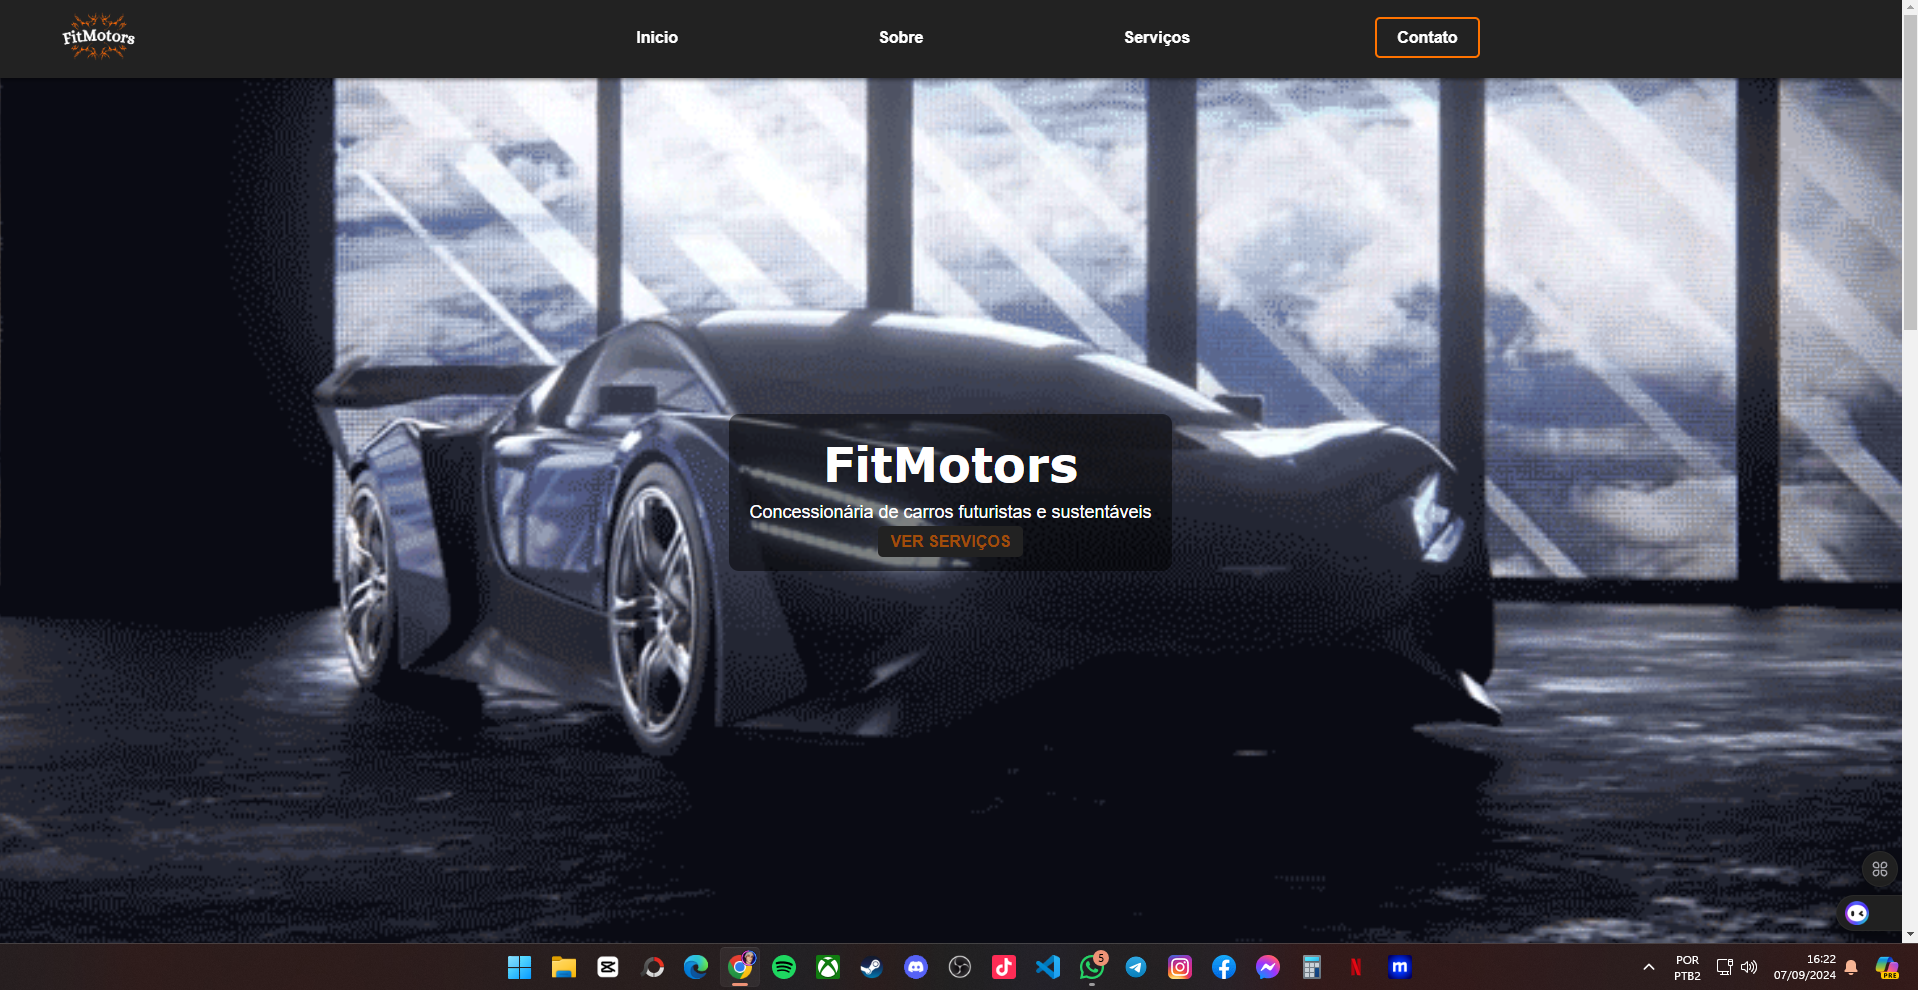 FitMotors
Inicio
Sobre
Serviços
Contato
FitMotors
Concessionária de carros futuristas e sustentáveis
VER SERVIÇOS
5
N
m
POR
PTB2
16:22
07/09/2024
PRE